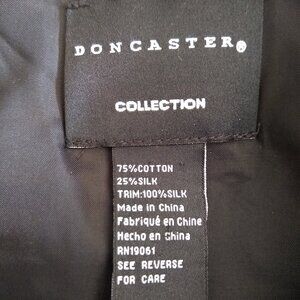 DONCASTER®
COLLECTION
75%COTTON
25%SILK
TRIM:100%SILK
Made in China
Fabriqué en Chine
Hecho en China
RN19061
SEE REVERSE
FOR CARE